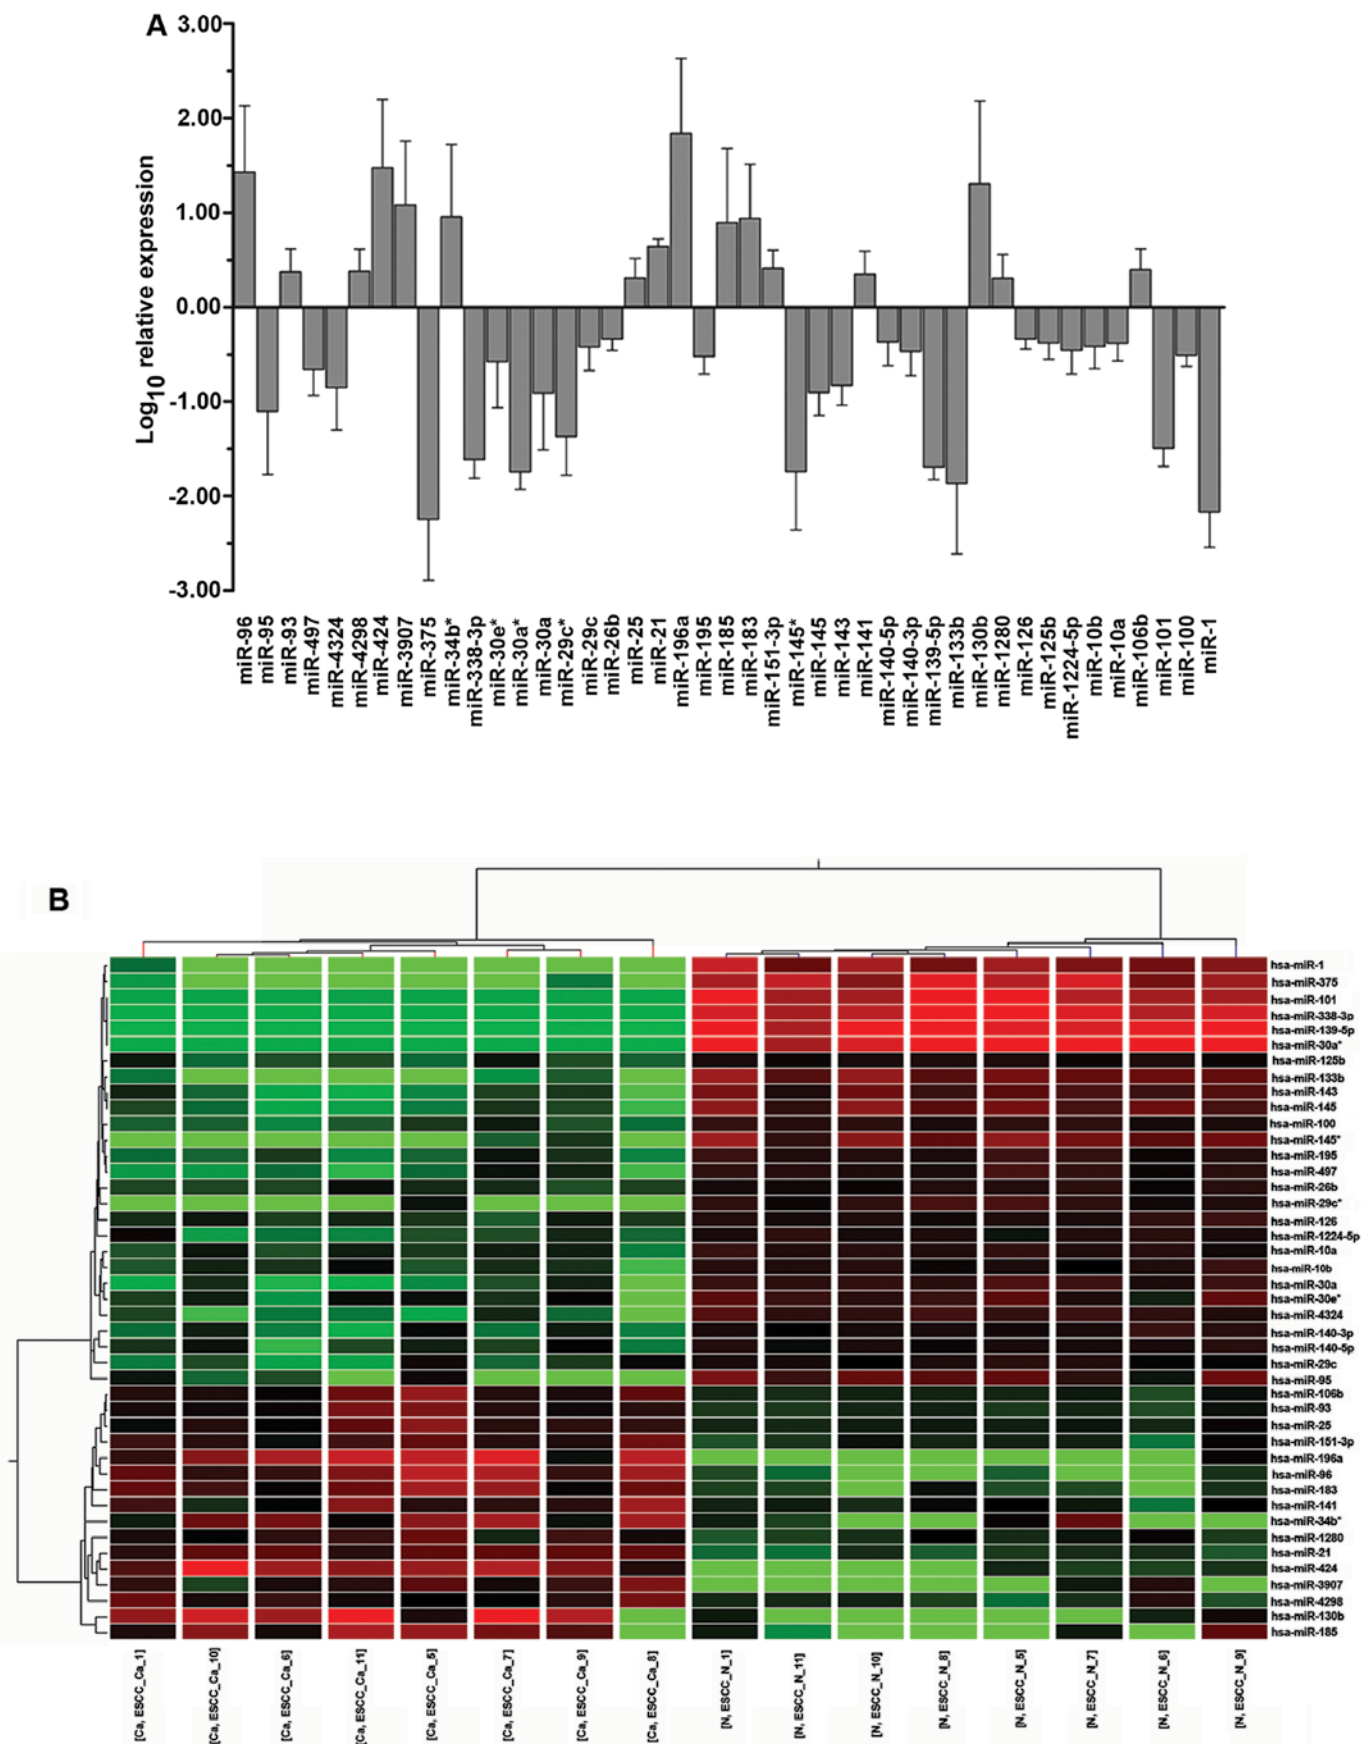 A
3.00
2.00
1.00
0.00
-1.00
-2.00
-3.00
Log10 relative expression
miR-96
miR-95
miR-93
miR-497
miR-4324
miR-4298
miR-424
miR-3907
miR-375
miR-34b*
miR-338-3p
miR-30e*
miR-30a*
miR-30a
miR-29c*
miR-29c
miR-26b
miR-25
miR-21
miR-196a
miR-195
miR-185
miR-183
miR-151-3p
miR-145*
miR-145
miR-143
miR-141
miR-140-5p
miR-140-3p
miR-139-5p
miR-133b
miR-130b
miR-1280
miR-126
miR-125b
miR-1224-5p
miR-10b
miR-10a
miR-106b
miR-101
miR-100
miR-1
B
hsa-miR-1
hsa-miR-375
hsa-miR-101
hsa-miR-338-3p
hsa-miR-139-5p
hsa-miR-30a*
hsa-miR-125b
hsa-miR-133b
hsa-miR-143
hsa-miR-145
hsa-miR-100
hsa-miR-145*
hsa-miR-195
hsa-miR-497
hsa-miR-26b
hsa-miR-29c*
hsa-miR-126
hsa-miR-1224-5p
hsa-miR-10a
hsa-miR-10b
hsa-miR-30a
hsa-miR-30e*
hsa-miR-4324
hsa-miR-140-3p
hsa-miR-140-5p
hsa-miR-29c
hsa-miR-95
hsa-miR-106b
hsa-miR-93
hsa-miR-25
hsa-miR-151-3p
hsa-miR-196a
hsa-miR-96
hsa-miR-183
hsa-miR-141
hsa-miR-34b*
hsa-miR-1280
hsa-miR-21
hsa-miR-424
hsa-miR-3907
hsa-miR-4298
hsa-miR-130b
hsa-miR-185
[Ca, ESCC_Ca_1]
[Ca, ESCC_Ca_10]
[Ca, ESCC_Ca_6]
[Ca, ESCC_Ca_11]
[Ca, ESCC_Ca_5]
[Ca, ESCC_Ca_7]
[Ca, ESCC_Ca_9]
[Ca, ESCC_Ca_8]
[N, ESCC_N_1]
[N, ESCC_N_11]
[N, ESCC_N_10]
[N, ESCC_N_8]
[N, ESCC_N_5]
[N, ESCC_N_7]
[N, ESCC_N_6]
[N, ESCC_N_9]